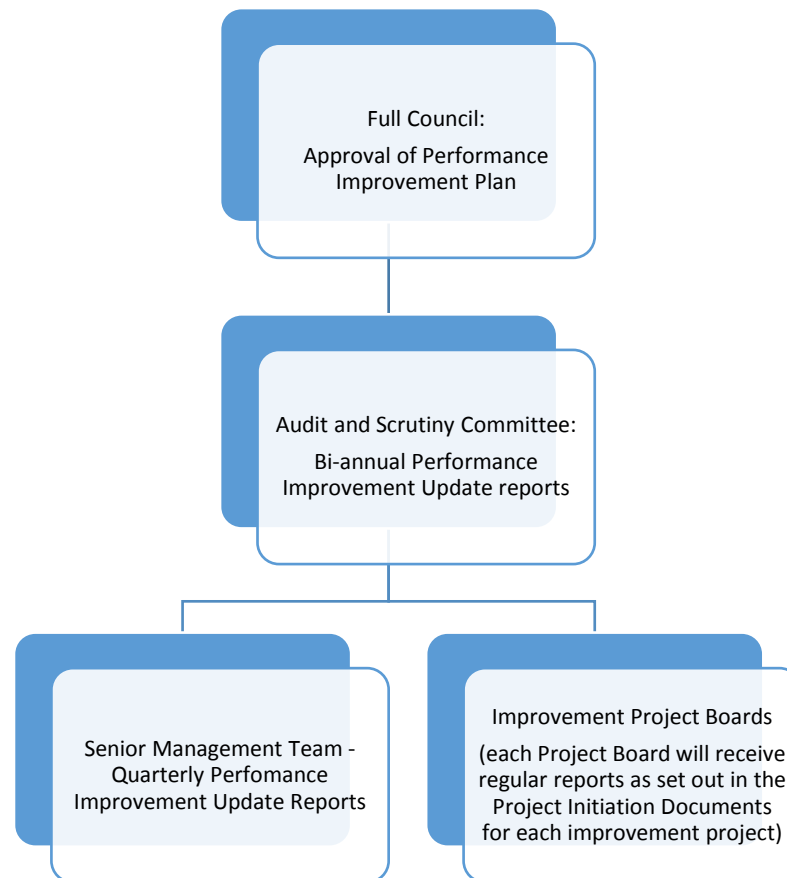 Full Council:
Approval of Performance
Improvement Plan
Audit and Scrutiny Committee:
Bi-annual Performance
Improvement Update reports
Senior Management Team -
Quarterly Perfomance
Improvement Update Reports
Improvement Project Boards
(each Project Board will receive
regular reports as set out in the
Project Initiation Documents
for each improvement project)